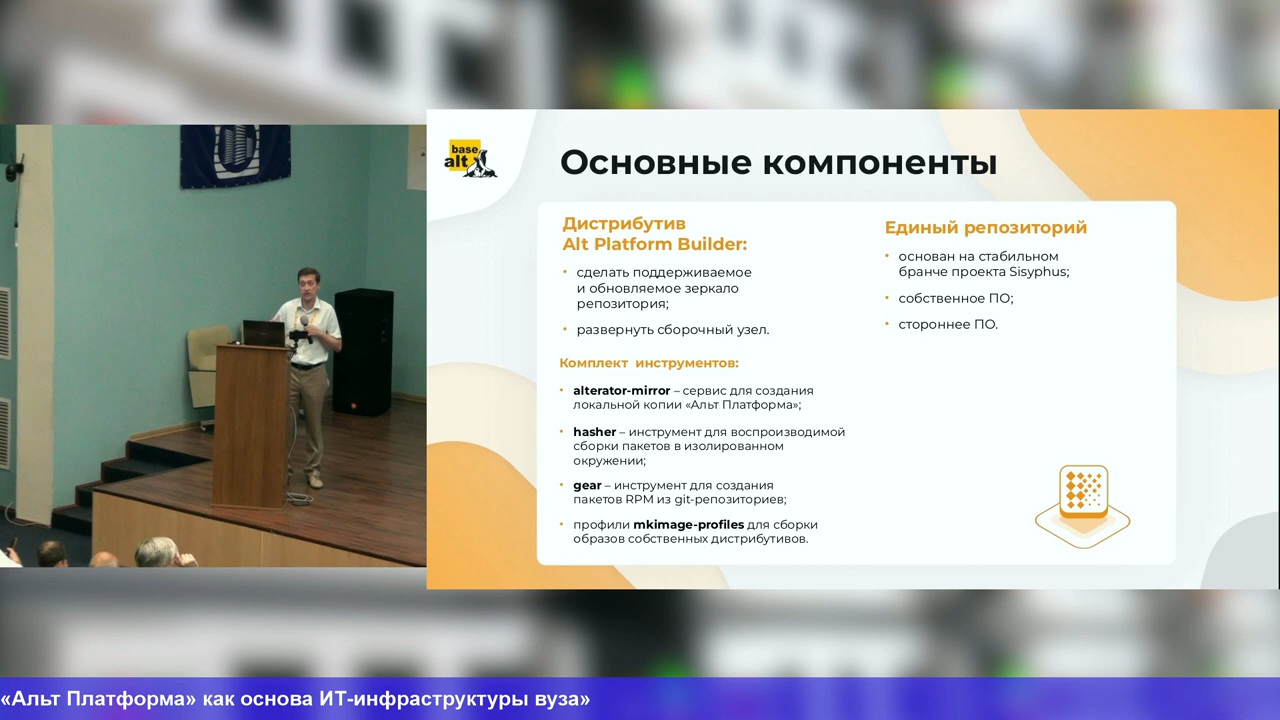 base
alt
Основные компоненты
Дистрибутив
Alt Platform Builder:
• сделать поддерживаемое
и обновляемое зеркало
репозитория;
• развернуть сборочный узел.
Комплект инструментов:
• alterator-mirror – сервис для создания
локальной копии «Альт Платформа»;
• hasher – инструмент для воспроизводимой
сборки пакетов в изолированном
окружении;
• gear – инструмент для создания
пакетов RPM из git-репозиториев;
• профили mkimage-profiles для сборки
образов собственных дистрибутивов.
Единый репозиторий
• основан на стабильном
бранче проекта Sisyphus;
• собственное ПО;
• стороннее ПО.
«Альт Платформа» как основа ИТ-инфраструктуры вуза»